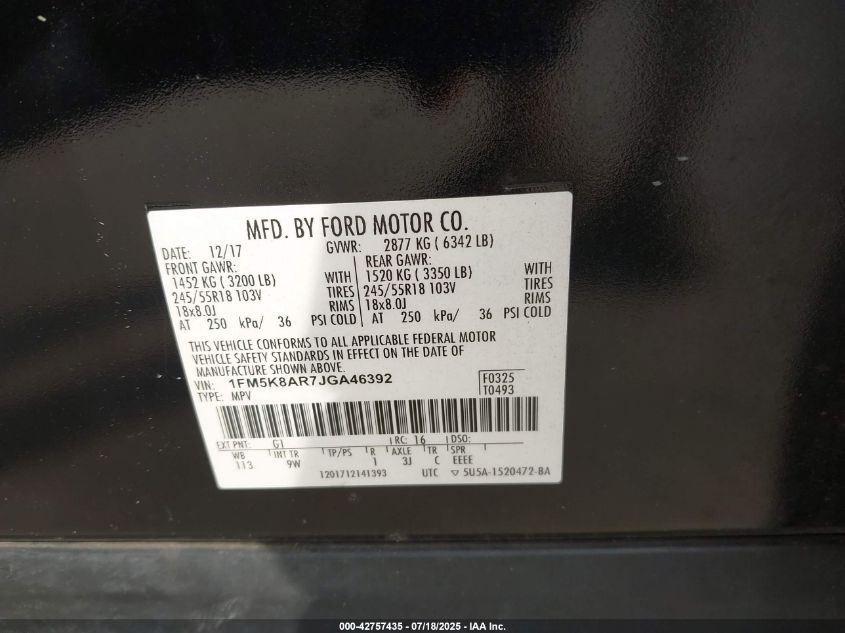 MFD. BY FORD MOTOR CO.
DATE: 12/17 GVWR: 2877 KG ( 6342 LB)
FRONT GAWR: REAR GAWR:
1452 KG ( 3200 LB) WITH 1520 KG ( 3350 LB) WITH
245/55R18 103V TIRES 245/55R18 103V TIRES
18x8.0J RIMS 18x8.0J RIMS
AT 250 kPa/ 36 PSI COLD AT 250 kPa/ 36 PSI COLD
THIS VEHICLE CONFORMS TO ALL APPLICABLE FEDERAL MOTOR
VEHICLE SAFETY STANDARDS IN EFFECT ON THE DATE OF
MANUFACTURE SHOWN ABOVE.
VIN: 1FM5K8AR7JGA46392 F0325
TYPE: MPV T0493
EXT PNT: G1 RC: 16 DSO:
WB INT TR TP/PS R AXLE TR SPR
113 9W 1 3J C EEEE
1201712141393 UTC ▽ 5U5A-1520472-BA
000-42757435 - 07/18/2025 - IAA Inc.